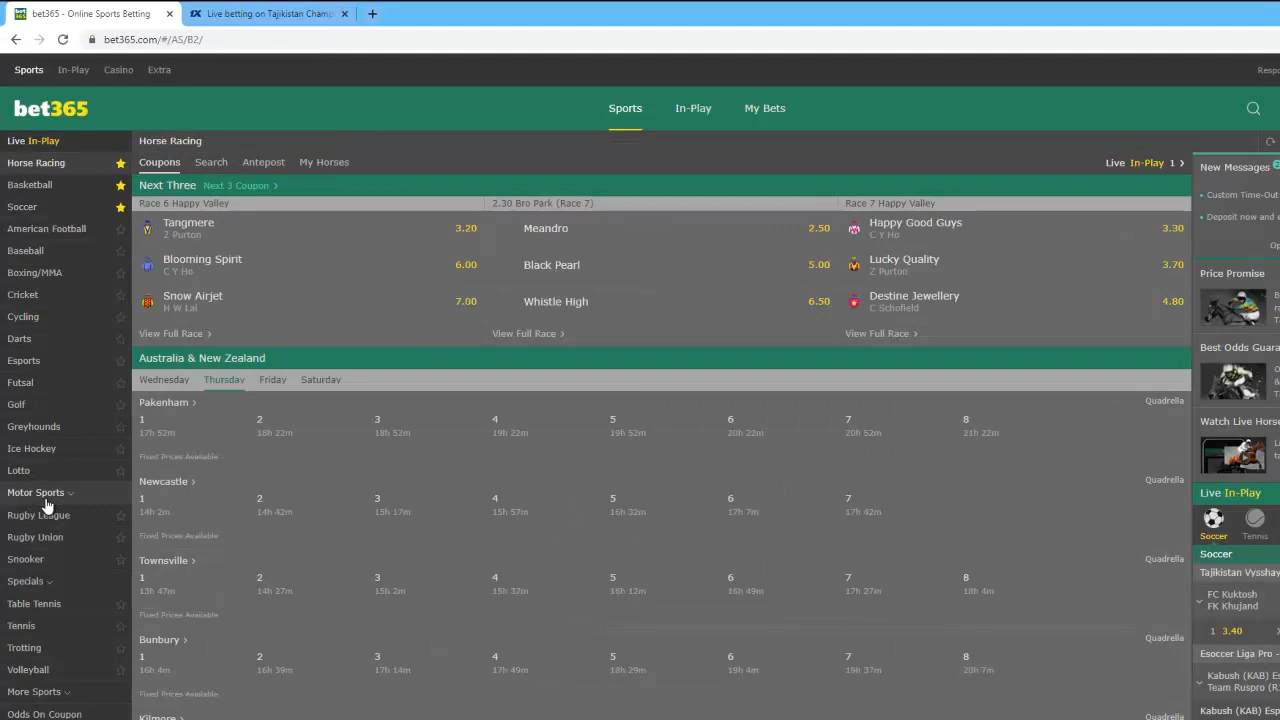 bet365 - Online Sports Betting
Live betting on Tajikistan Champ
bet365.com/#/AS/B2/
Sports In-Play Casino Extra
bet365
Sports In-Play My Bets
Live In-Play
Horse Racing
Basketball
Soccer
American Football
Baseball
Boxing/MMA
Cricket
Cycling
Darts
Esports
Futsal
Golf
Greyhounds
Ice Hockey
Lotto
Motor Sports
Rugby League
Rugby Union
Snooker
Specials
Table Tennis
Tennis
Trotting
Volleyball
More Sports
Odds On Coupon
Horse Racing
Coupons Search Antepost My Horses
Live In-Play 1
Next Three Next 3 Coupon
Race 6 Happy Valley
Tangmere 3.20
Z Purton
Blooming Spirit 6.00
C Y Ho
Snow Airjet 7.00
H W Lai
View Full Race
2.30 Bro Park (Race 7)
Meandro 2.50
Black Pearl 5.00
Whistle High 6.50
View Full Race
Race 7 Happy Valley
Happy Good Guys 3.30
C Y Ho
Lucky Quality 3.70
Z Purton
Destine Jewellery 4.80
C Schofield
View Full Race
Australia & New Zealand
Wednesday Thursday Friday Saturday
Pakenham Quadrella
1 2 3 4 5 6 7 8
17h 52m 18h 22m 18h 52m 19h 22m 19h 52m 20h 22m 20h 52m 21h 22m
Fixed Prices Available
Newcastle Quadrella
1 2 3 4 5 6 7
14h 2m 14h 42m 15h 17m 15h 57m 16h 32m 17h 7m 17h 42m
Fixed Prices Available
Townsville Quadrella
1 2 3 4 5 6 7 8
13h 47m 14h 27m 15h 2m 15h 37m 16h 12m 16h 49m 17h 27m 18h 4m
Fixed Prices Available
Bunbury Quadrella
1 2 3 4 5 6 7 8
16h 4m 16h 39m 17h 14m 17h 49m 18h 29m 19h 4m 19h 37m 20h 7m
Fixed Prices Available
Kilmore Quadrella
New Messages
• Custom Time-Out
• Deposit now and
Price Promise
Best Odds Guara
Watch Live Horse
Live In-Play
Soccer Tennis
Soccer
Tajikistan Vysshay
FC Kuktosh
FK Khujand
1 3.40
Esoccer Liga Pro -
Kabush (KAB) Esp
Team Ruspro (R
Kabush (KAB) Esp